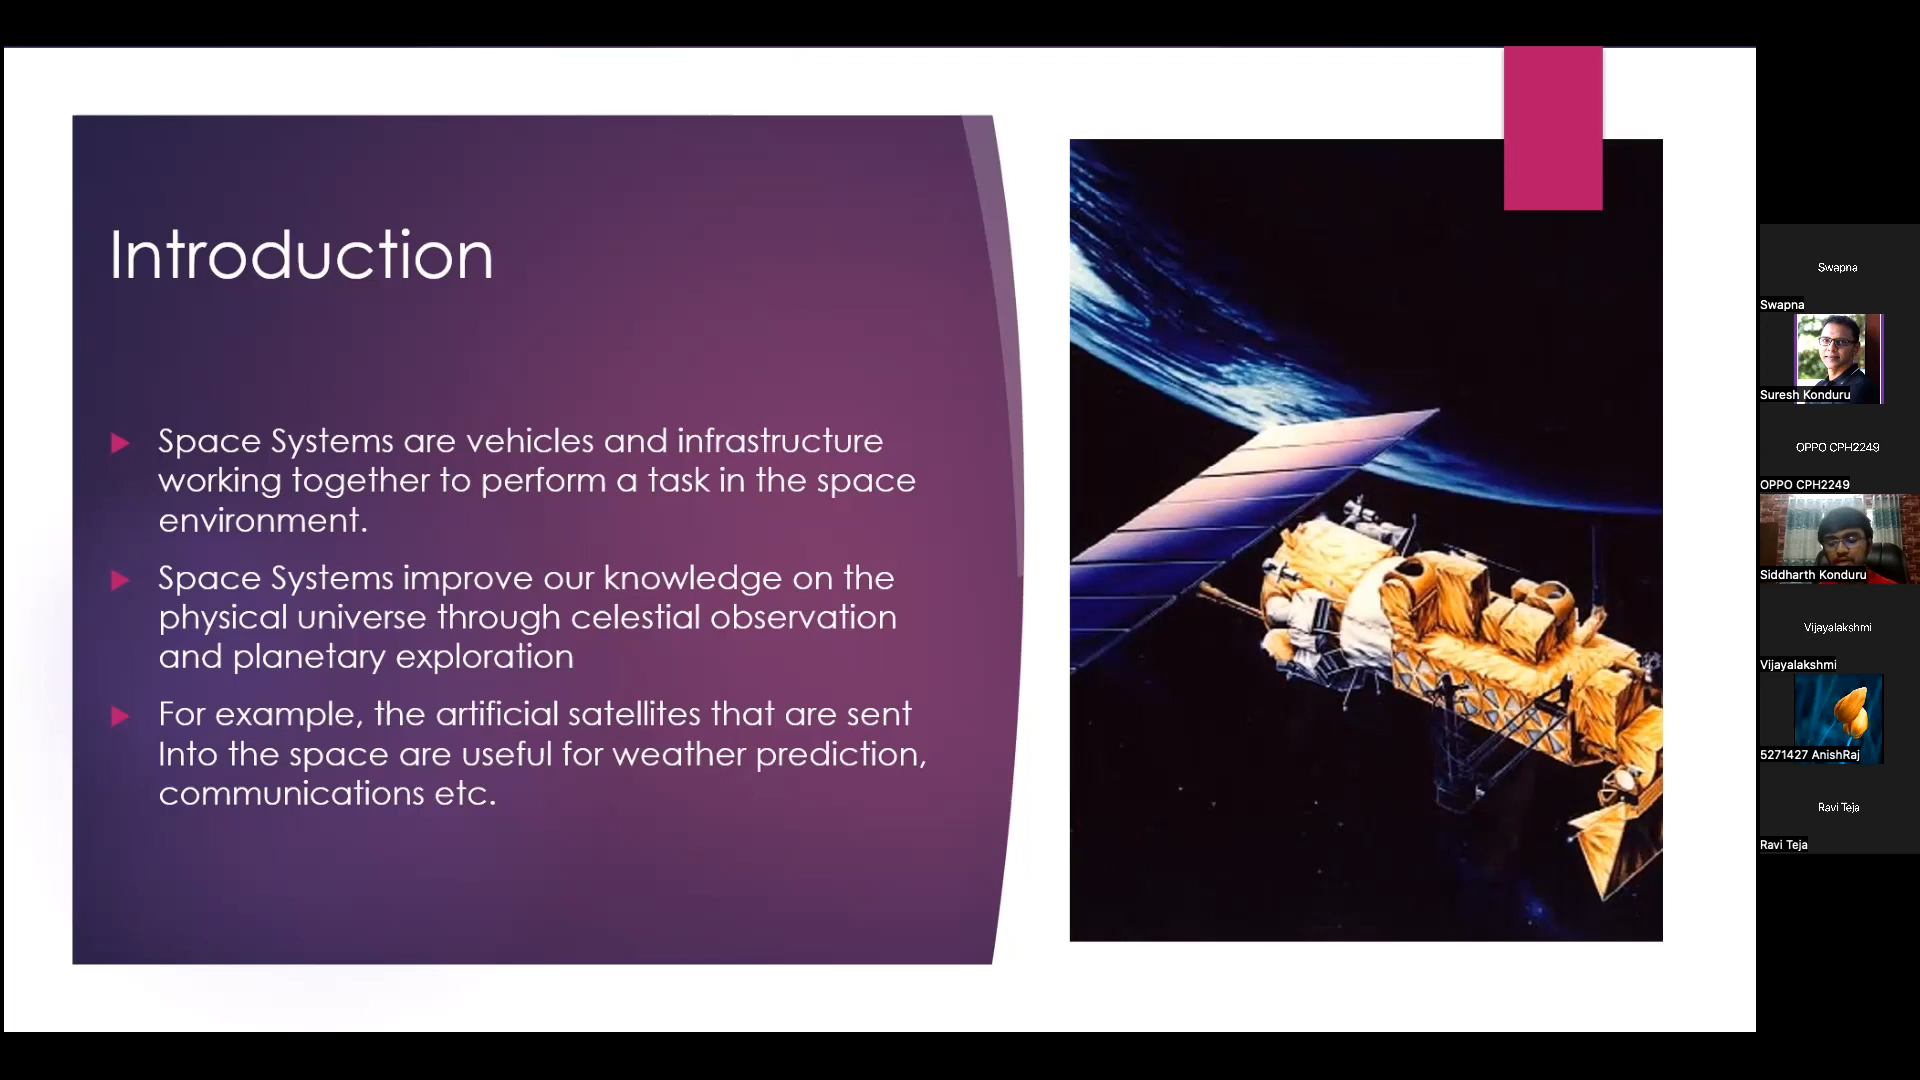 Introduction
Space Systems are vehicles and infrastructure
working together to perform a task in the space
environment.
Space Systems improve our knowledge on the
physical universe through celestial observation
and planetary exploration
For example, the artificial satellites that are sent
Into the space are useful for weather prediction,
communications etc.
Swapna
Swapna
Suresh Konduru
OPPO CPH2249
OPPO CPH2249
Siddharth Konduru
Vijayalakshmi
Vijayalakshmi
5271427 AnishRaj
Ravi Teja
Ravi Teja